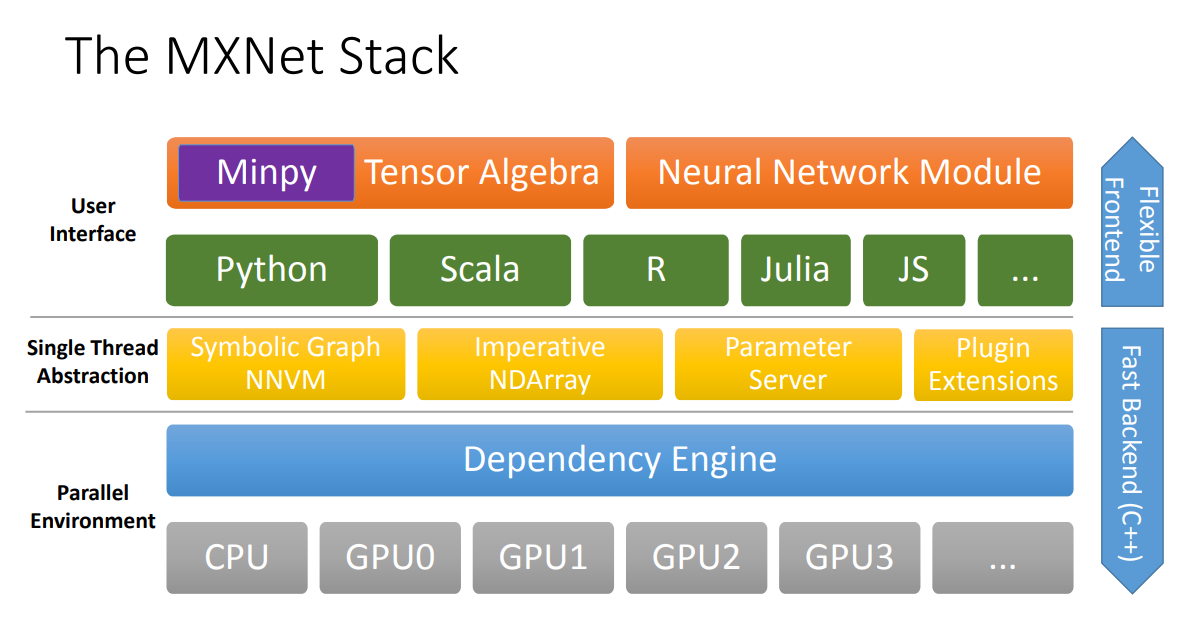 The MXNet Stack
User
Interface
Minpy
Tensor Algebra
Neural Network Module
Python
Scala
R
Julia
JS
...
Flexible
Frontend
Single Thread
Abstraction
Symbolic Graph
NNVM
Imperative
NDArray
Parameter
Server
Plugin
Extensions
Parallel
Environment
Dependency Engine
CPU
GPU0
GPU1
GPU2
GPU3
...
Fast Backend (C++)